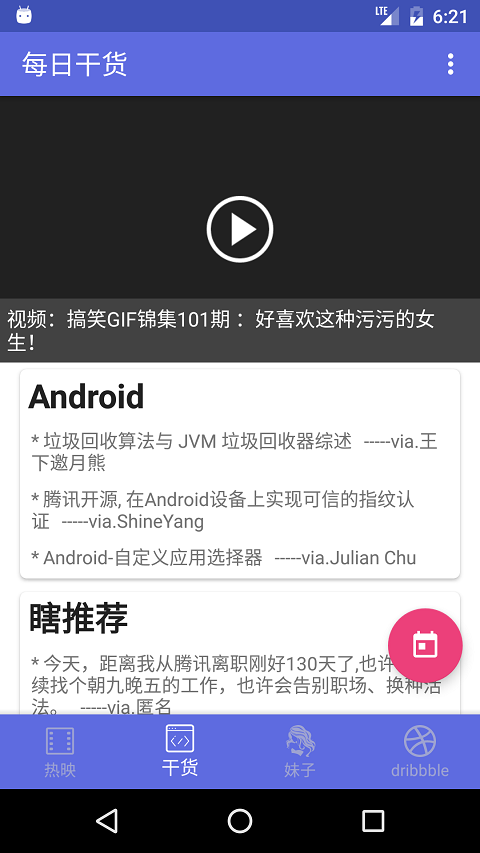 LTE 6:21
每日干货
视频：搞笑GIF锦集101期 ：好喜欢这种污污的女
生！
Android
* 垃圾回收算法与 JVM 垃圾回收器综述 -----via.王
下邀月熊
* 腾讯开源, 在Android设备上实现可信的指纹认
证 -----via.ShineYang
* Android-自定义应用选择器 -----via.Julian Chu
瞎推荐
* 今天，距离我从腾讯离职刚好130天了,也许
续找个朝九晚五的工作，也许会告别职场、换种活
法。 -----via.匿名
热映
干货
妹子
dribbble